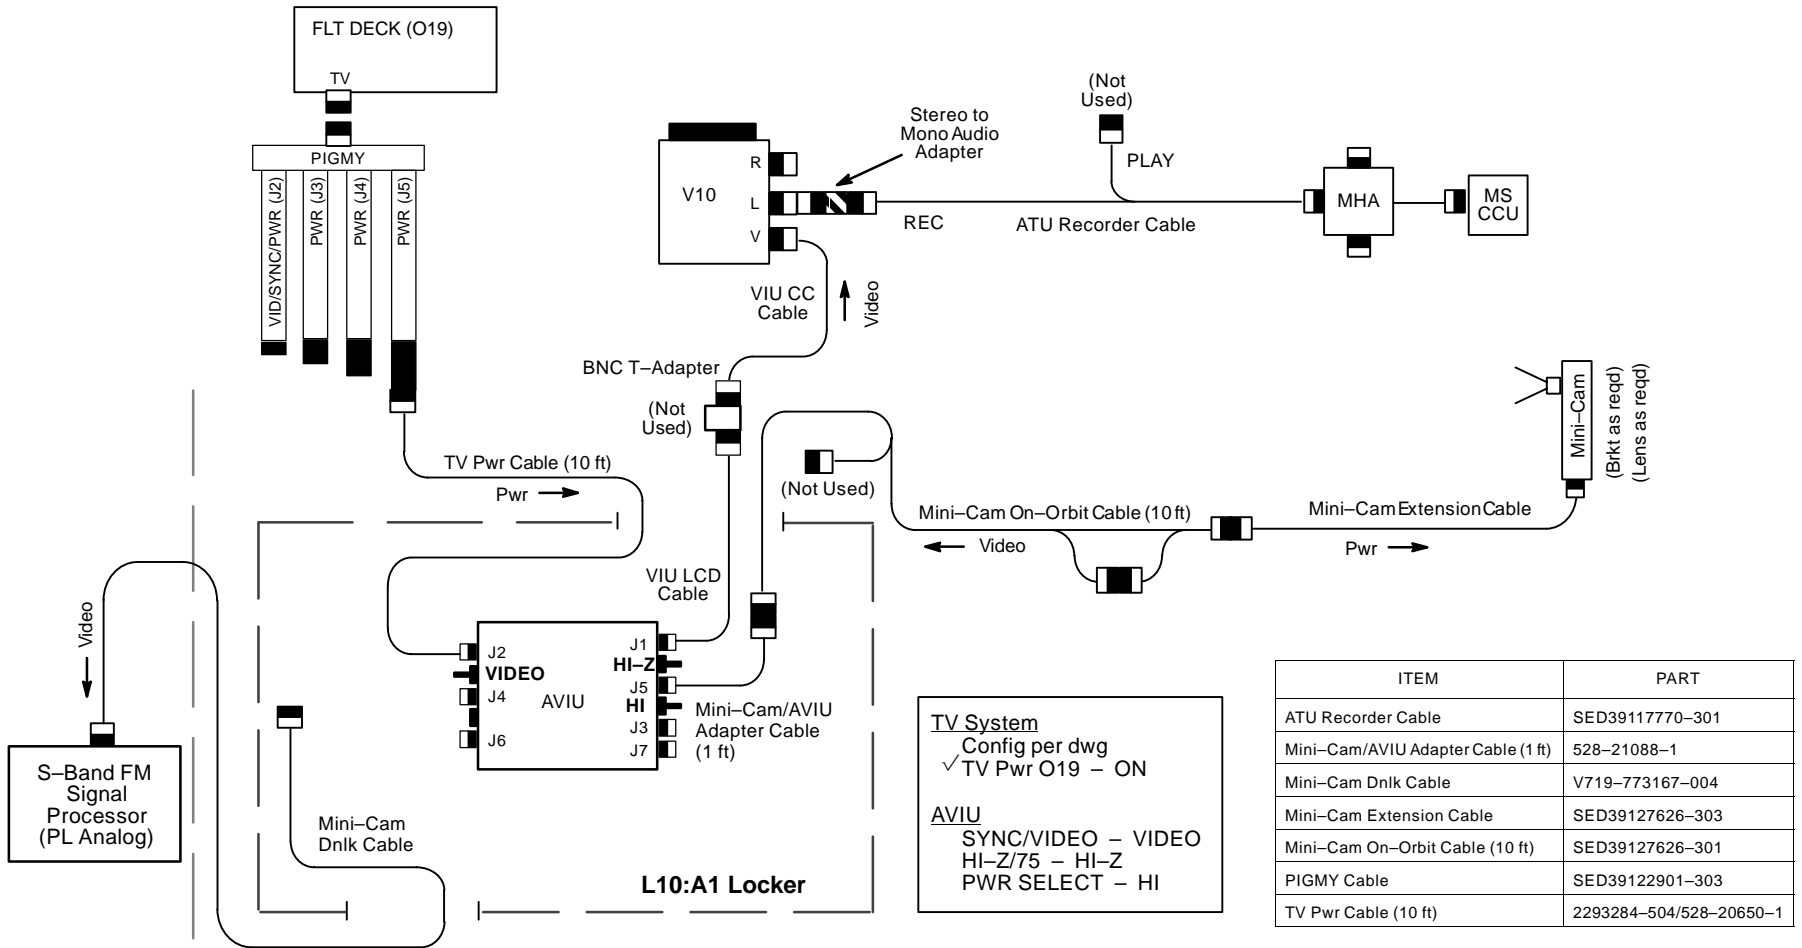 FLT DECK (O19)
TV
PIGMY
VID/SYNC/PWR (J2)
PWR (J3)
PWR (J4)
PWR (J5)
TV Pwr Cable (10 ft)
Pwr
V10
R
L
V
Stereo to
Mono Audio
Adapter
REC
(Not
Used)
PLAY
ATU Recorder Cable
MHA
MS
CCU
VIU CC
Cable
Video
BNC T–Adapter
(Not
Used)
(Not Used)
Mini–Cam On–Orbit Cable (10 ft)
Video
Mini–Cam Extension Cable
Pwr
Mini–Cam
(Brkt as reqd)
(Lens as reqd)
VIU LCD
Cable
Video
S–Band FM
Signal
Processor
(PL Analog)
J2
VIDEO
J4
J6
AVIU
J1
HI–Z
J5
HI
J3
J7
Mini–Cam/AVIU
Adapter Cable
(1 ft)
Mini–Cam
Dnlk Cable
L10:A1 Locker
TV System
Config per dwg
√TV Pwr O19 – ON
AVIU
SYNC/VIDEO – VIDEO
HI–Z/75 – HI–Z
PWR SELECT – HI
ITEM PART
ATU Recorder Cable SED39117770–301
Mini–Cam/AVIU Adapter Cable (1 ft) 528–21088–1
Mini–Cam Dnlk Cable V719–773167–004
Mini–Cam Extension Cable SED39127626–303
Mini–Cam On–Orbit Cable (10 ft) SED39127626–301
PIGMY Cable SED39122901–303
TV Pwr Cable (10 ft) 2293284–504/528–20650–1